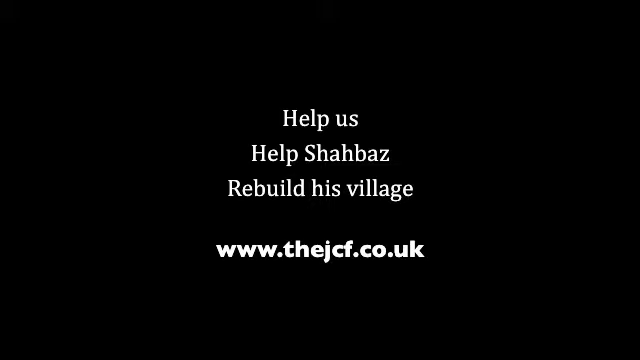 Help us
Help Shahbaz
Rebuild his village
www.thejcf.co.uk